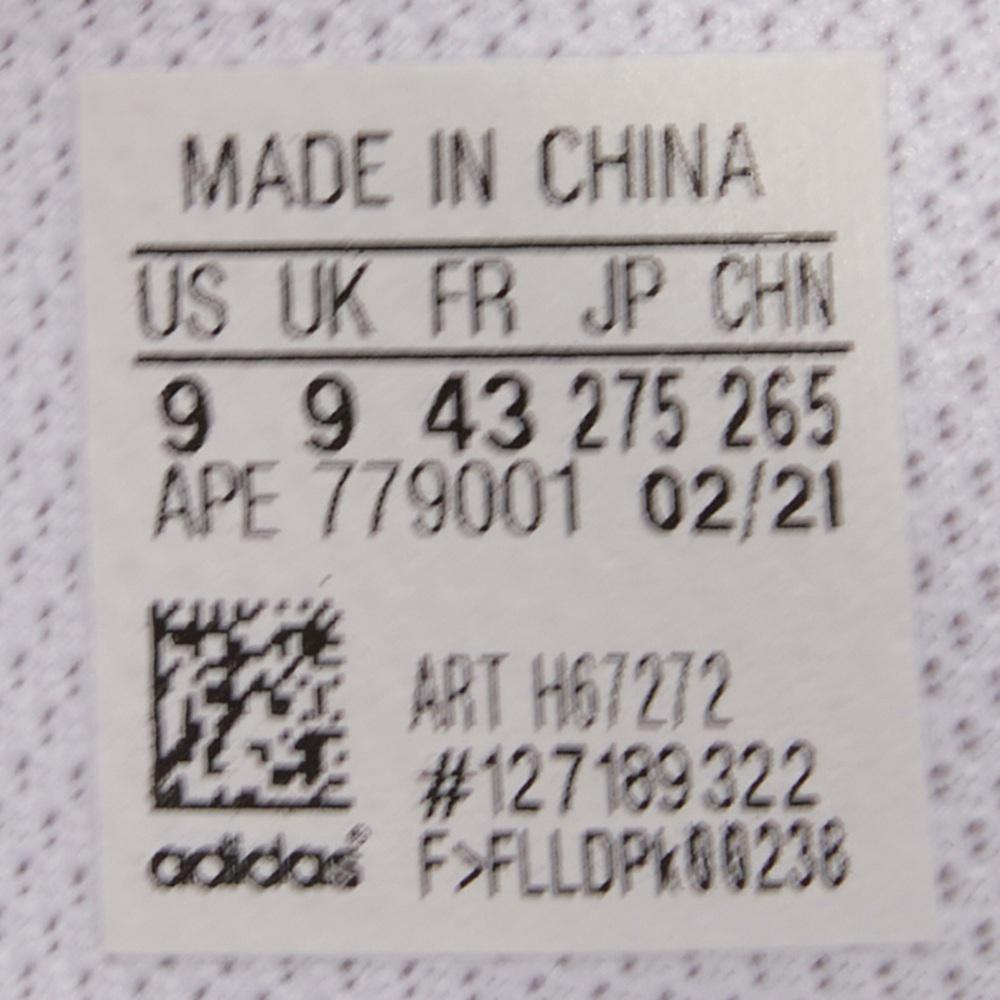 MADE IN CHINA
US UK FR JP CHN
9 9 43 275 265
APE 779001 02/21
ART H67272
#127189322
adidas®